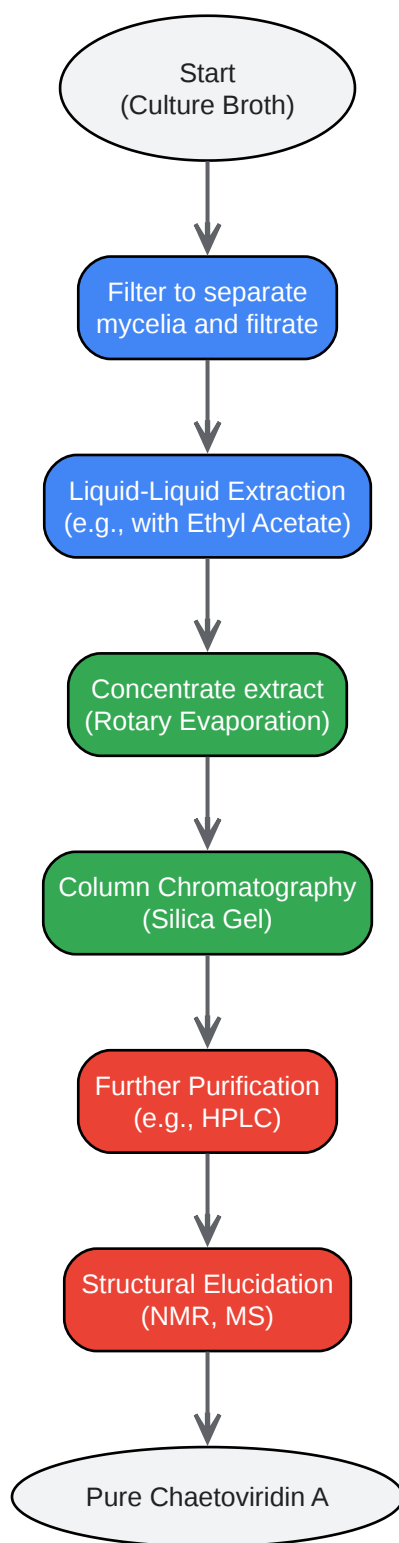 Start
(Culture Broth)
Filter to separate
mycelia and filtrate
Liquid-Liquid Extraction
(e.g., with Ethyl Acetate)
Concentrate extract
(Rotary Evaporation)
Column Chromatography
(Silica Gel)
Further Purification
(e.g., HPLC)
Structural Elucidation
(NMR, MS)
Pure Chaetoviridin A